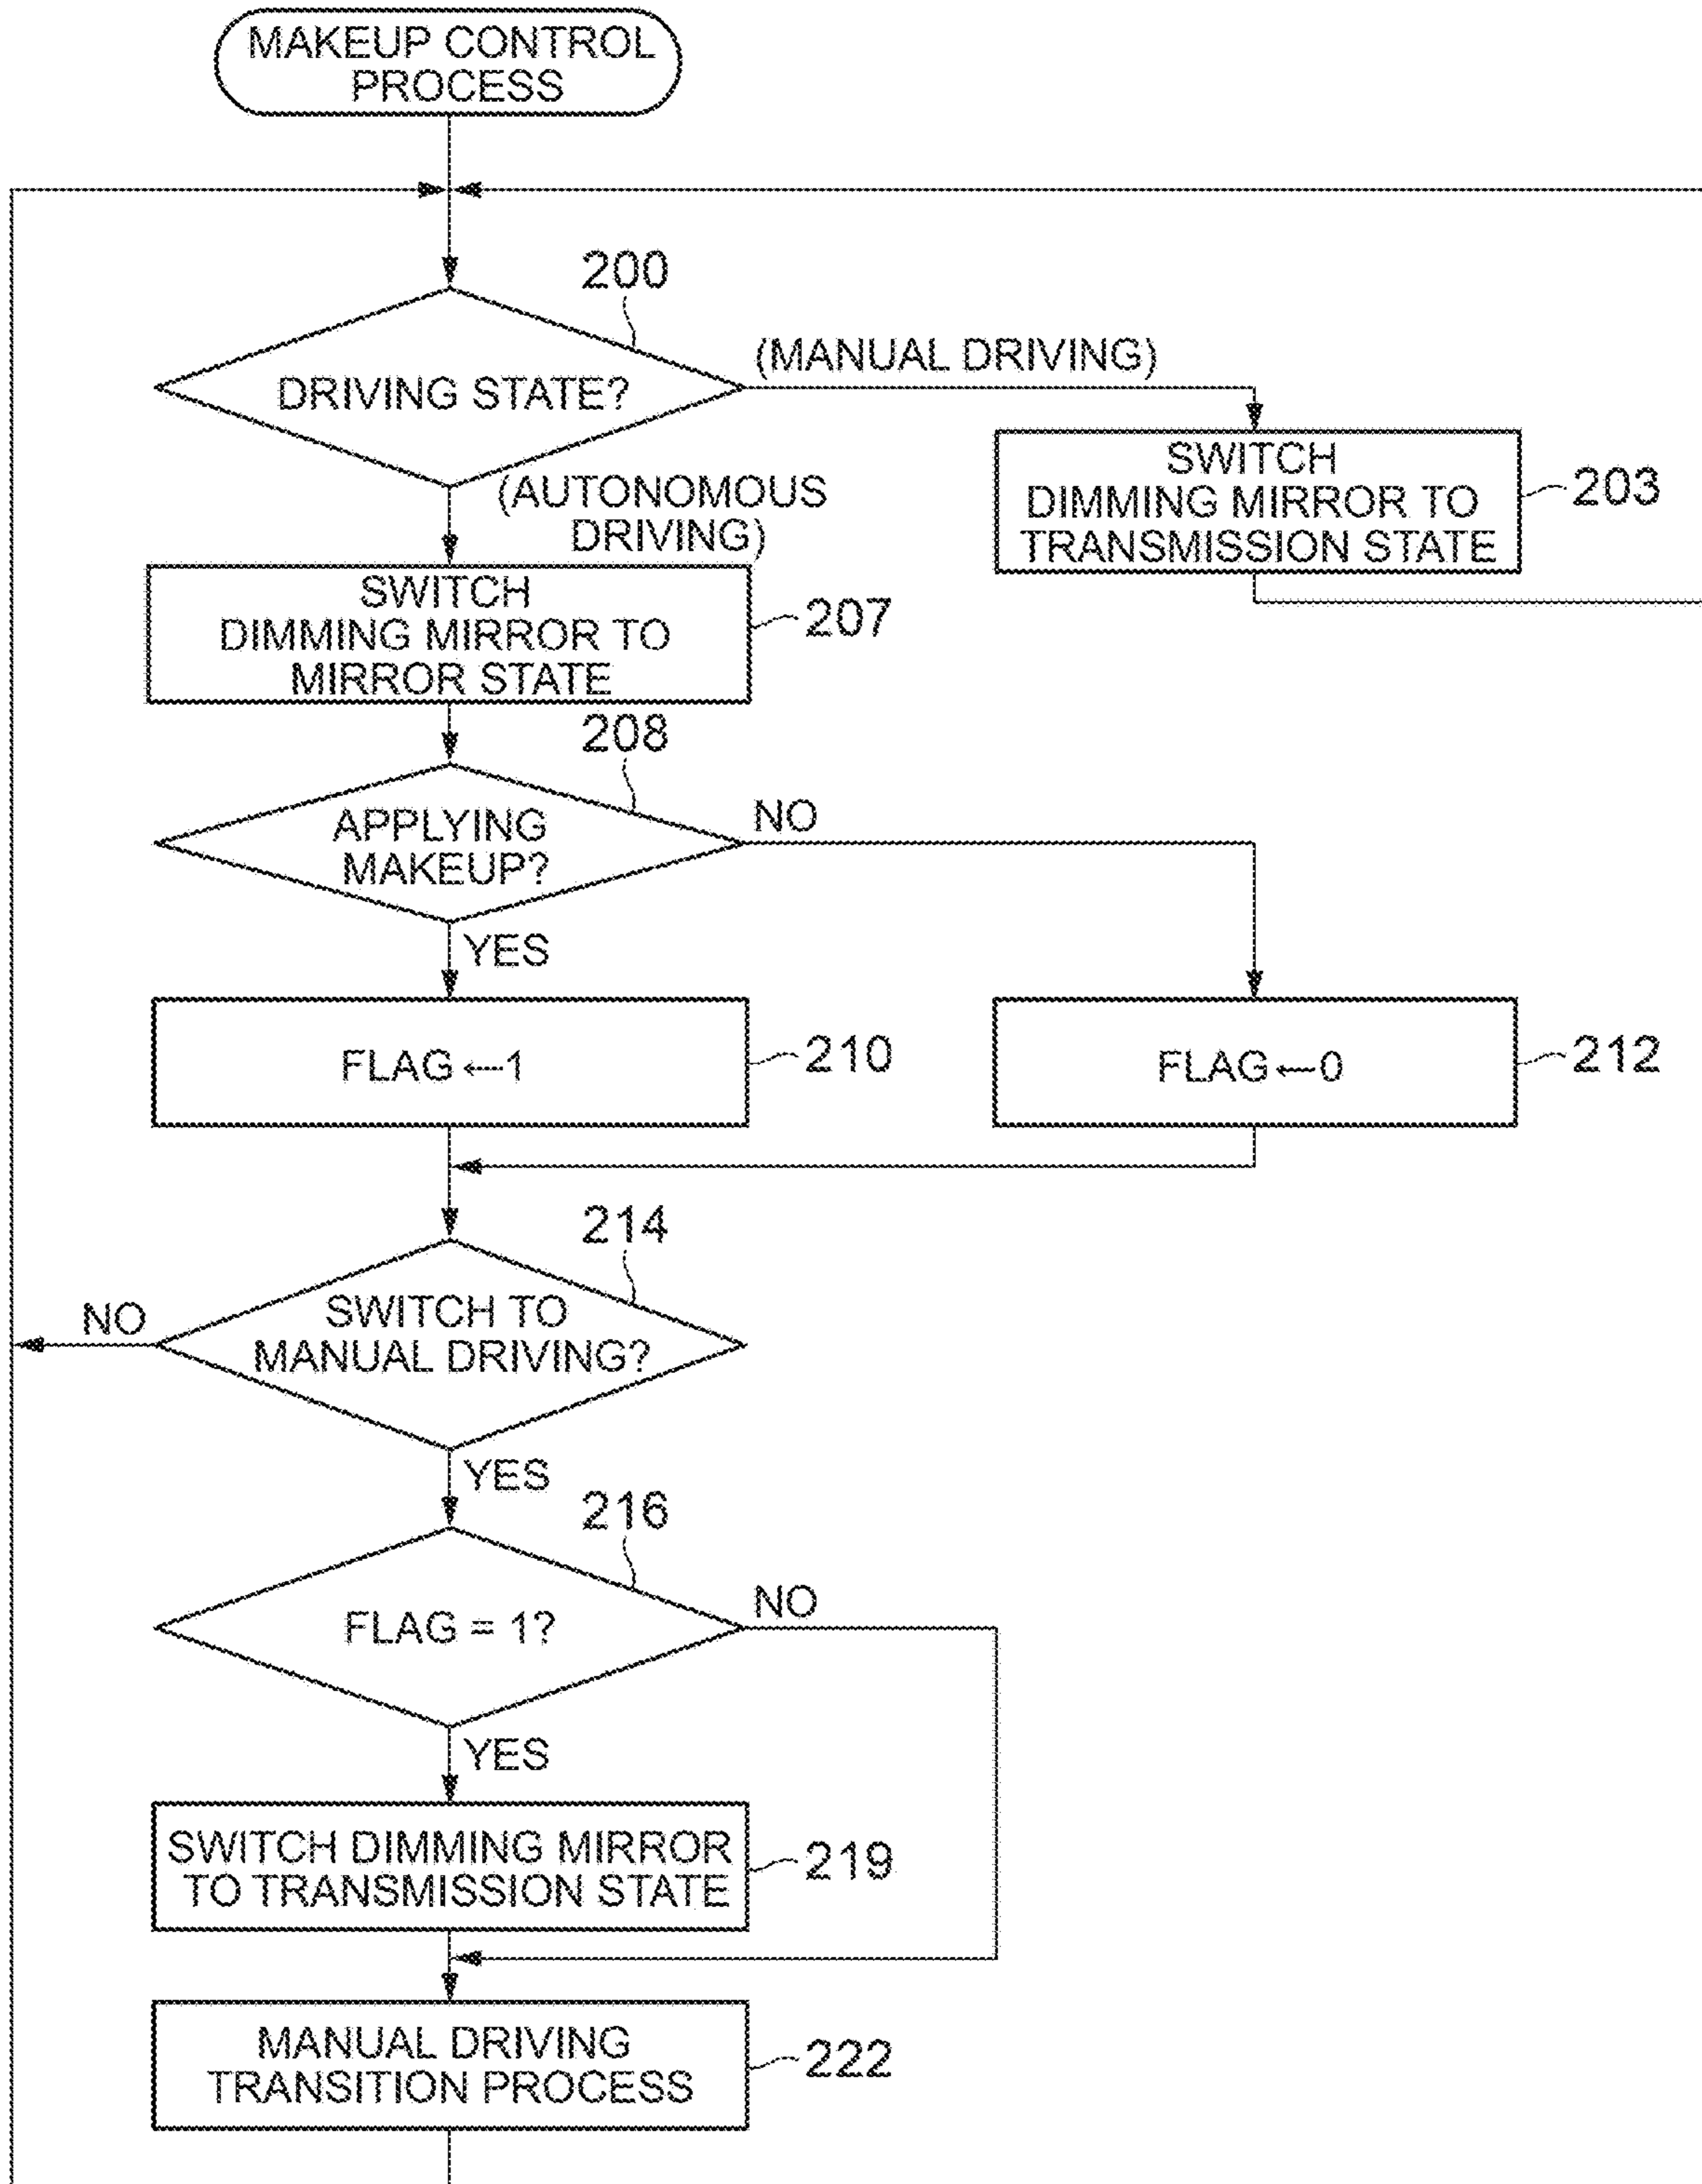 MAKEUP CONTROL
PROCESS
200
DRIVING STATE?
(MANUAL DRIVING)
SWITCH
DIMMING MIRROR TO
TRANSMISSION STATE
203
(AUTONOMOUS
DRIVING)
SWITCH
DIMMING MIRROR TO
MIRROR STATE
207
208
APPLYING
MAKEUP?
NO
YES
FLAG ←1
210
FLAG ←0
212
214
SWITCH TO
MANUAL DRIVING?
NO
YES
216
FLAG = 1?
NO
YES
SWITCH DIMMING MIRROR
TO TRANSMISSION STATE
219
MANUAL DRIVING
TRANSITION PROCESS
222